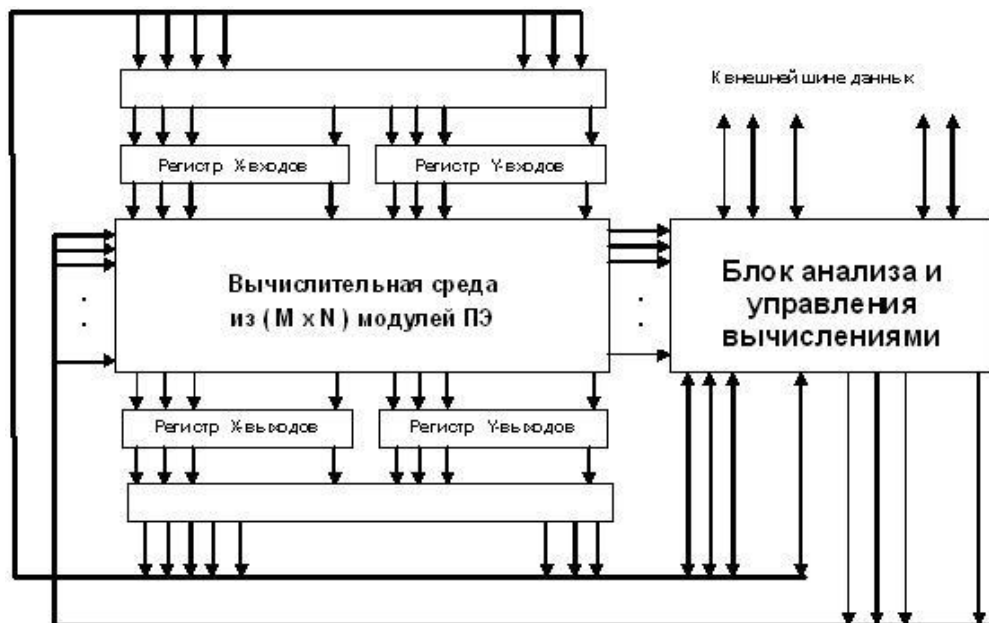 К внешней шине данных
Регистр X-входов
Регистр Y-входов
Вычислительная среда
из ( M x N ) модулей ПЭ
Блок анализа и
управления
вычислениями
Регистр X-выходов
Регистр Y-выходов